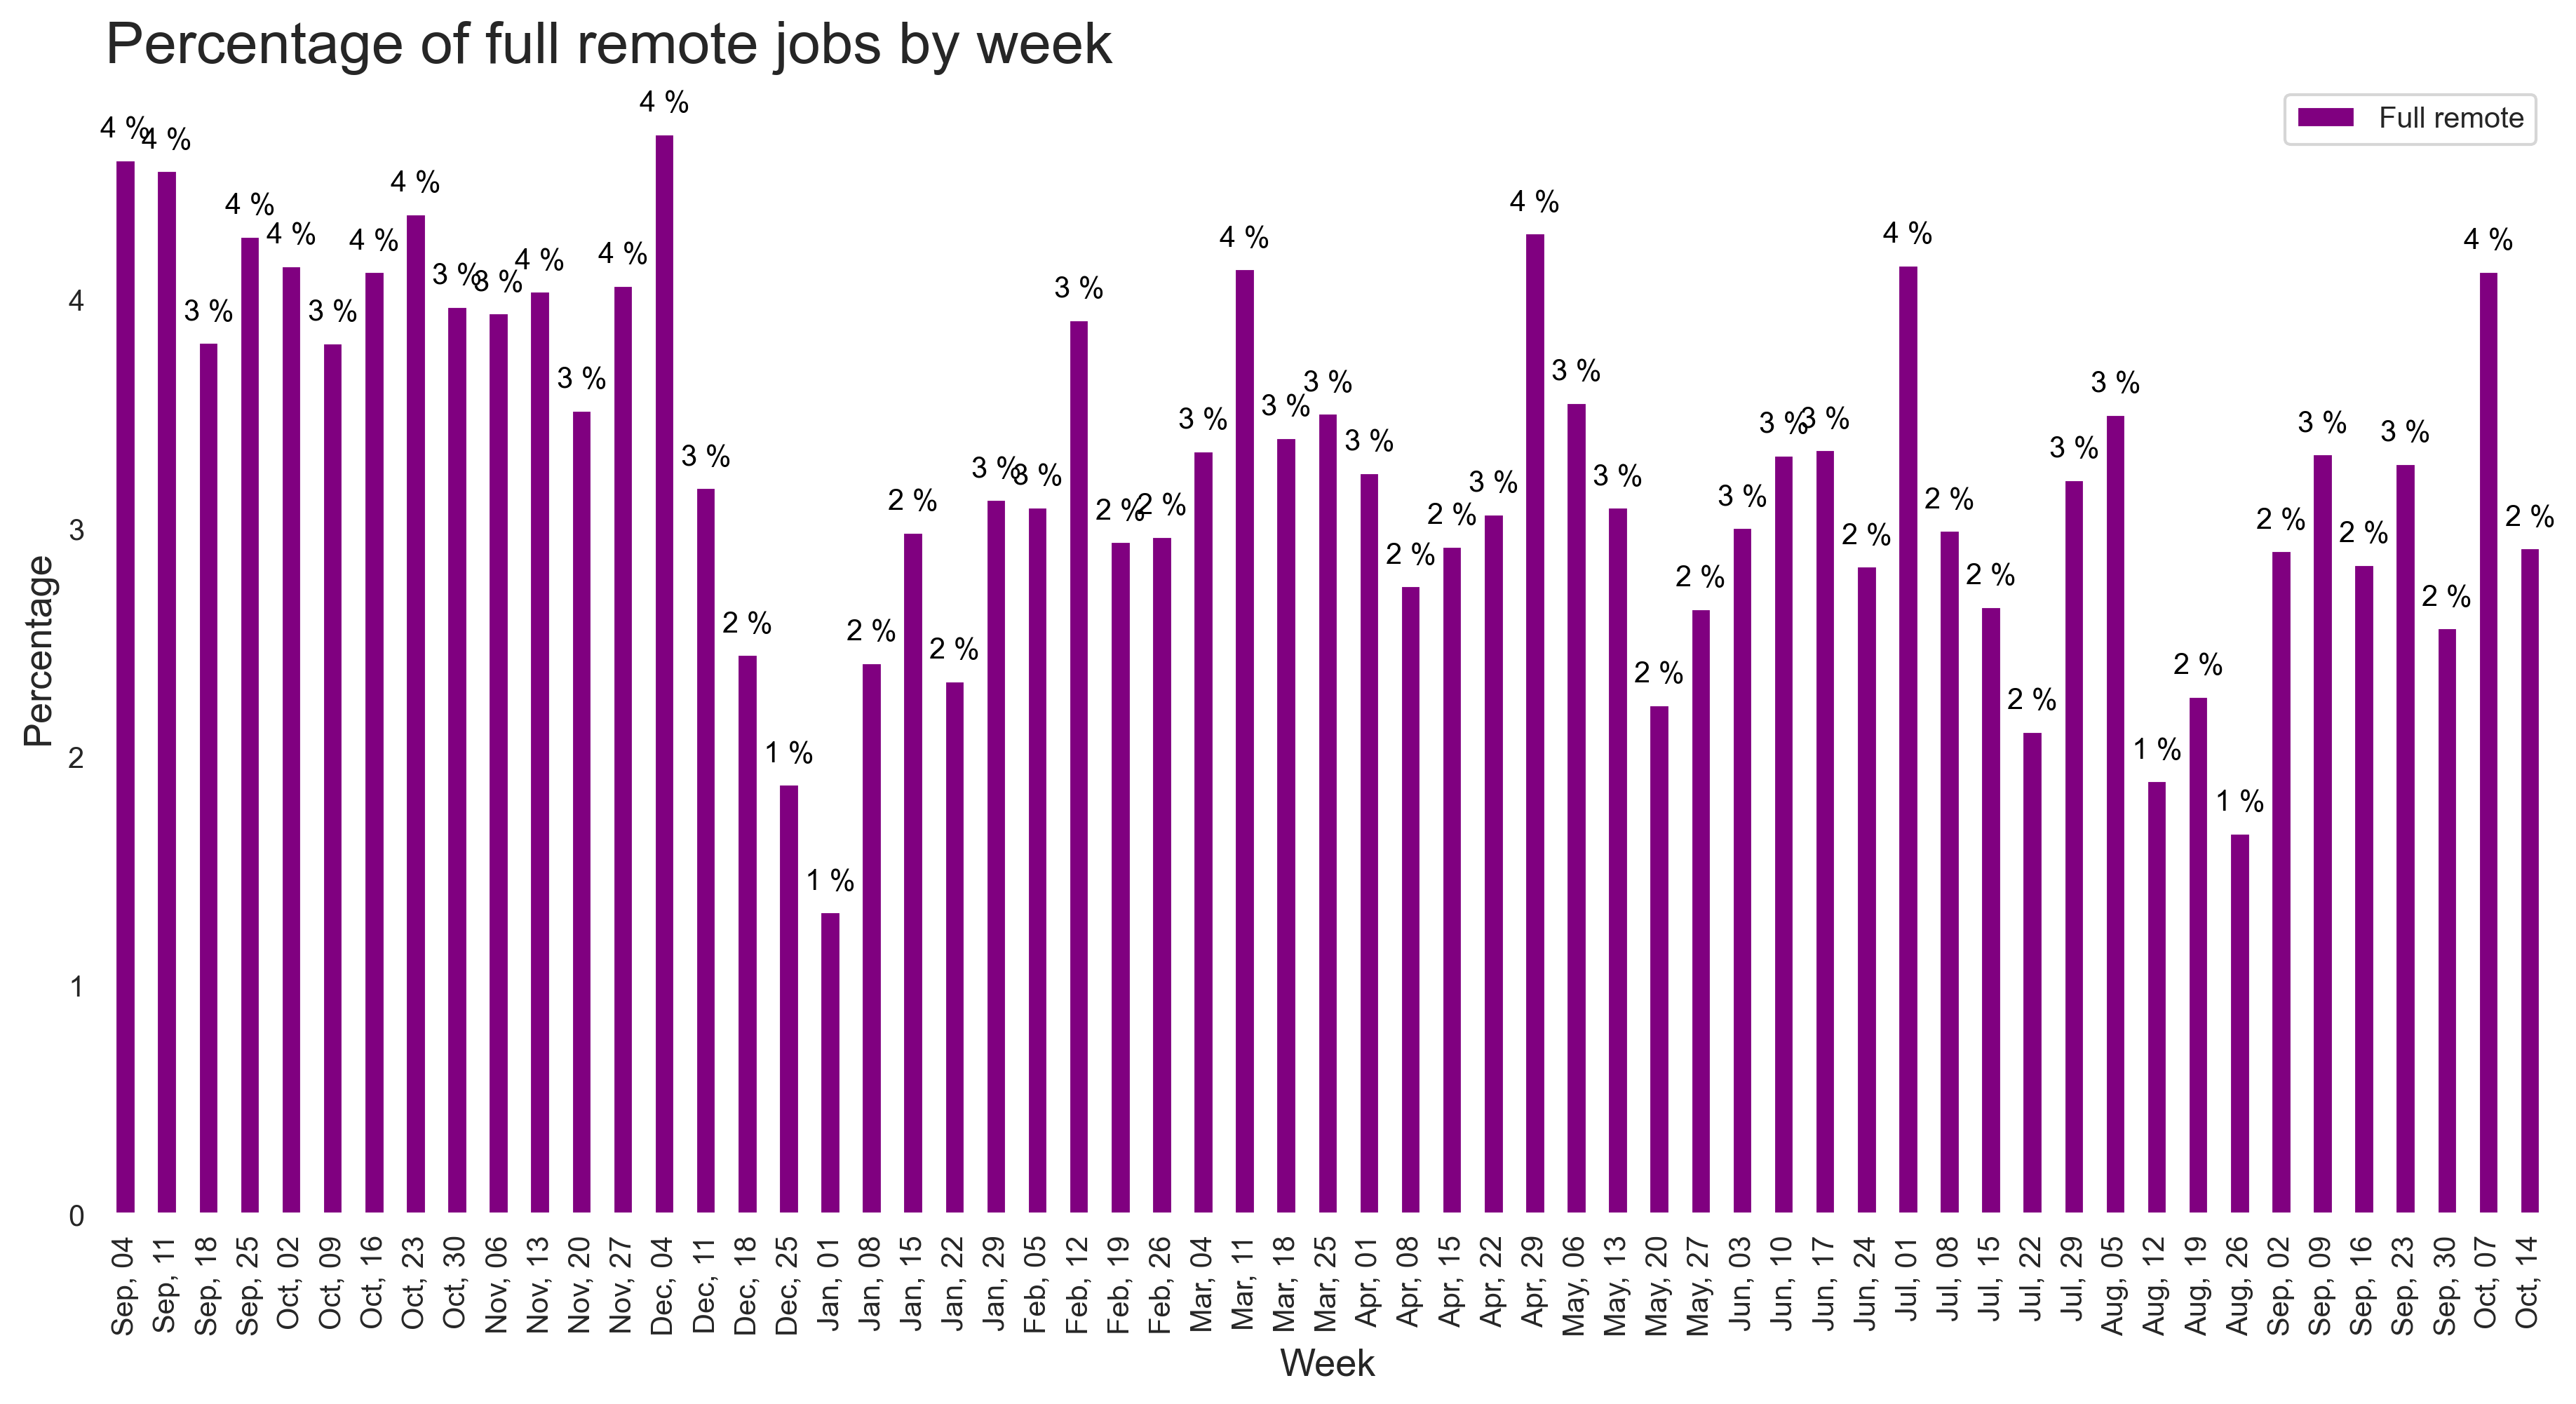 Percentage of full remote jobs by week
Full remote
4 %
4 %
3 %
4 %
4 %
3 %
4 %
4 %
3 %
3 %
4 %
3 %
4 %
4 %
3 %
2 %
1 %
1 %
2 %
2 %
2 %
3 %
3 %
3 %
2 %
2 %
3 %
4 %
3 %
3 %
3 %
2 %
2 %
3 %
4 %
3 %
3 %
2 %
2 %
3 %
3 %
3 %
2 %
4 %
2 %
2 %
2 %
3 %
3 %
1 %
2 %
1 %
2 %
3 %
2 %
3 %
2 %
4 %
2 %
Percentage
4
3
2
1
0
Sep, 04
Sep, 11
Sep, 18
Sep, 25
Oct, 02
Oct, 09
Oct, 16
Oct, 23
Oct, 30
Nov, 06
Nov, 13
Nov, 20
Nov, 27
Dec, 04
Dec, 11
Dec, 18
Dec, 25
Jan, 01
Jan, 08
Jan, 15
Jan, 22
Jan, 29
Feb, 05
Feb, 12
Feb, 19
Feb, 26
Mar, 04
Mar, 11
Mar, 18
Mar, 25
Apr, 01
Apr, 08
Apr, 15
Apr, 22
Apr, 29
May, 06
May, 13
May, 20
May, 27
Jun, 03
Jun, 10
Jun, 17
Jun, 24
Jul, 01
Jul, 08
Jul, 15
Jul, 22
Jul, 29
Aug, 05
Aug, 12
Aug, 19
Aug, 26
Sep, 02
Sep, 09
Sep, 16
Sep, 23
Sep, 30
Oct, 07
Oct, 14
Week